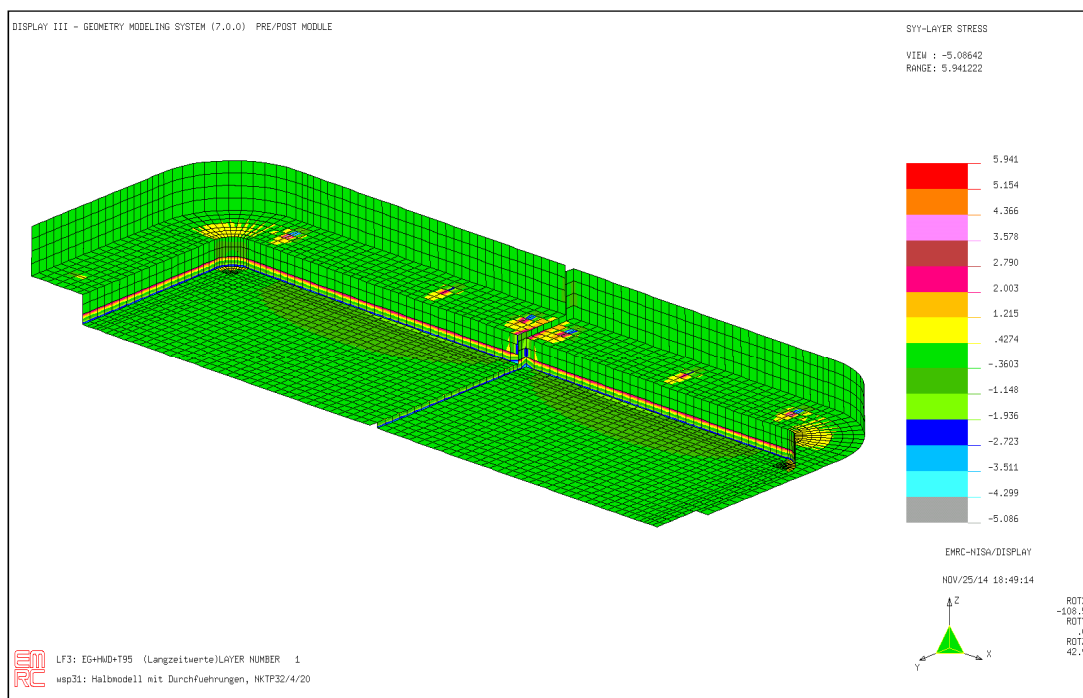 DISPLAY III - GEOMETRY MODELING SYSTEM (7.0.0) PRE/POST MODULE
SYY-LAYER STRESS
VIEW : -5.08642
RANGE: 5.941222
5.941
5.154
4.366
3.578
2.790
2.003
1.215
.4274
-.3603
-1.148
-1.936
-2.723
-3.511
-4.299
-5.086
EMRC-NISA/DISPLAY
NOV/25/14 18:49:14
Z
X
Y
EMRC
LF3: EG+HWD+T95 (Langzeitwerte)LAYER NUMBER 1
wsp31: Halbmodell mit Durchfuehrungen, NKTP32/4/20